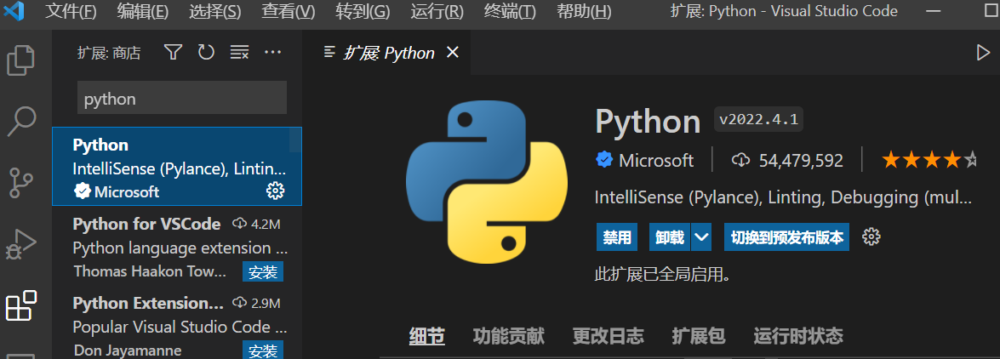 文件(F) 编辑(E) 选择(S) 查看(V) 转到(G) 运行(R) 终端(T) 帮助(H) 扩展: Python - Visual Studio Code
扩展: 商店
扩展: Python
python
Python
IntelliSense (Pylance), Lintin...
Microsoft
Python for VSCode 4.2M
Python language extension ...
Thomas Haakon Tow... 安装
Python Extension... 2.9M
Popular Visual Studio Code ...
Don Jayamanne 安装
Python v2022.4.1
Microsoft 54,479,592
IntelliSense (Pylance), Linting, Debugging (mul...
禁用 卸载 切换到预发布版本
此扩展已全局启用。
细节 功能贡献 更改日志 扩展包 运行时状态